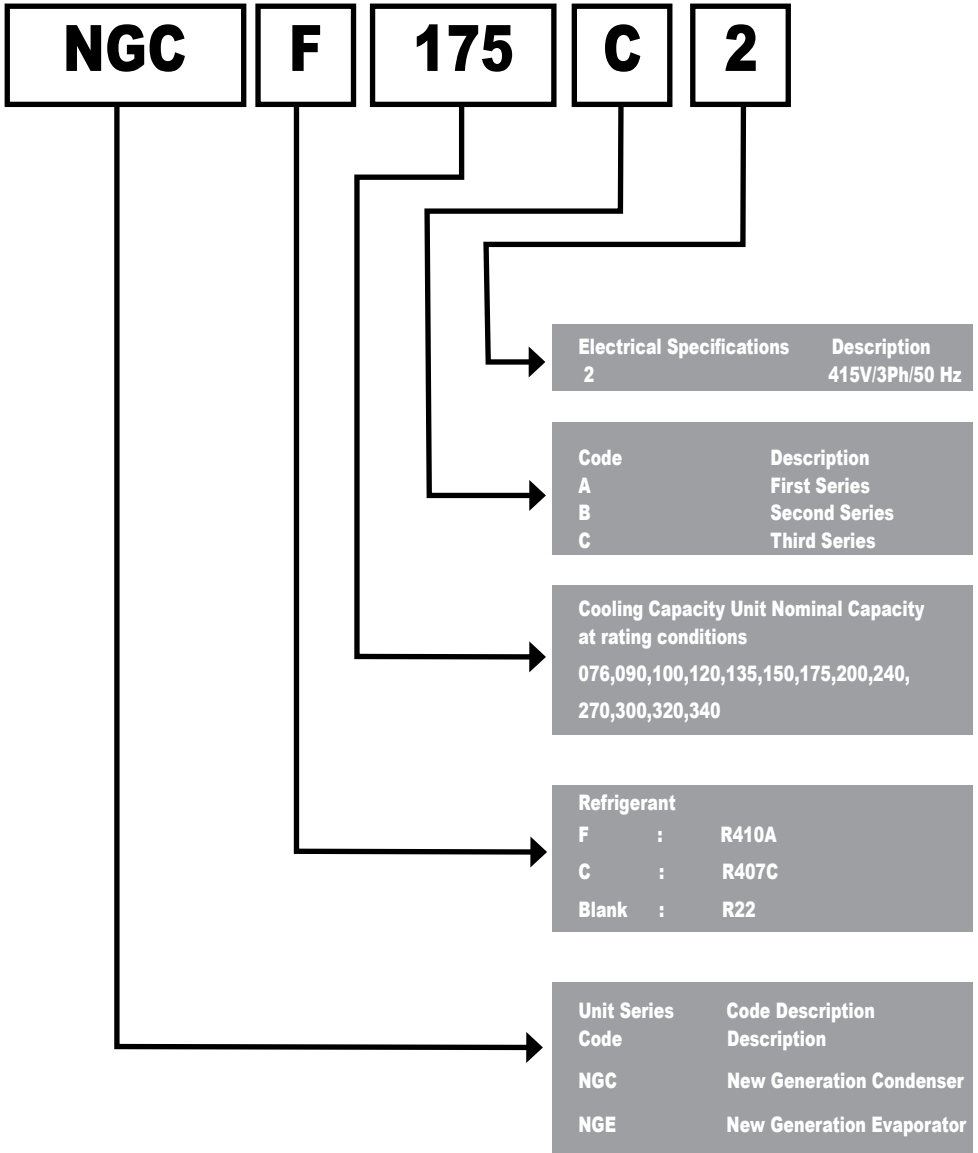 NGC F 175 C 2
Electrical Specifications Description
2 415V/3Ph/50 Hz
Code Description
A First Series
B Second Series
C Third Series
Cooling Capacity Unit Nominal Capacity
at rating conditions
076,090,100,120,135,150,175,200,240,
270,300,320,340
Refrigerant
F : R410A
C : R407C
Blank : R22
Unit Series Code Description
Code Description
NGC New Generation Condenser
NGE New Generation Evaporator